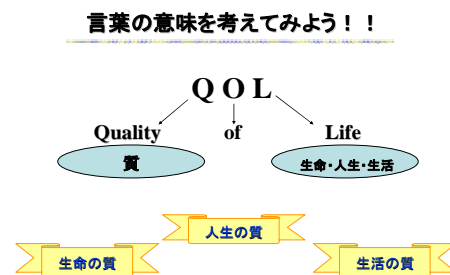 言葉の意味を考えてみよう！！
QOL
Quality of Life
質 生命・人生・生活
人生の質
生命の質 生活の質